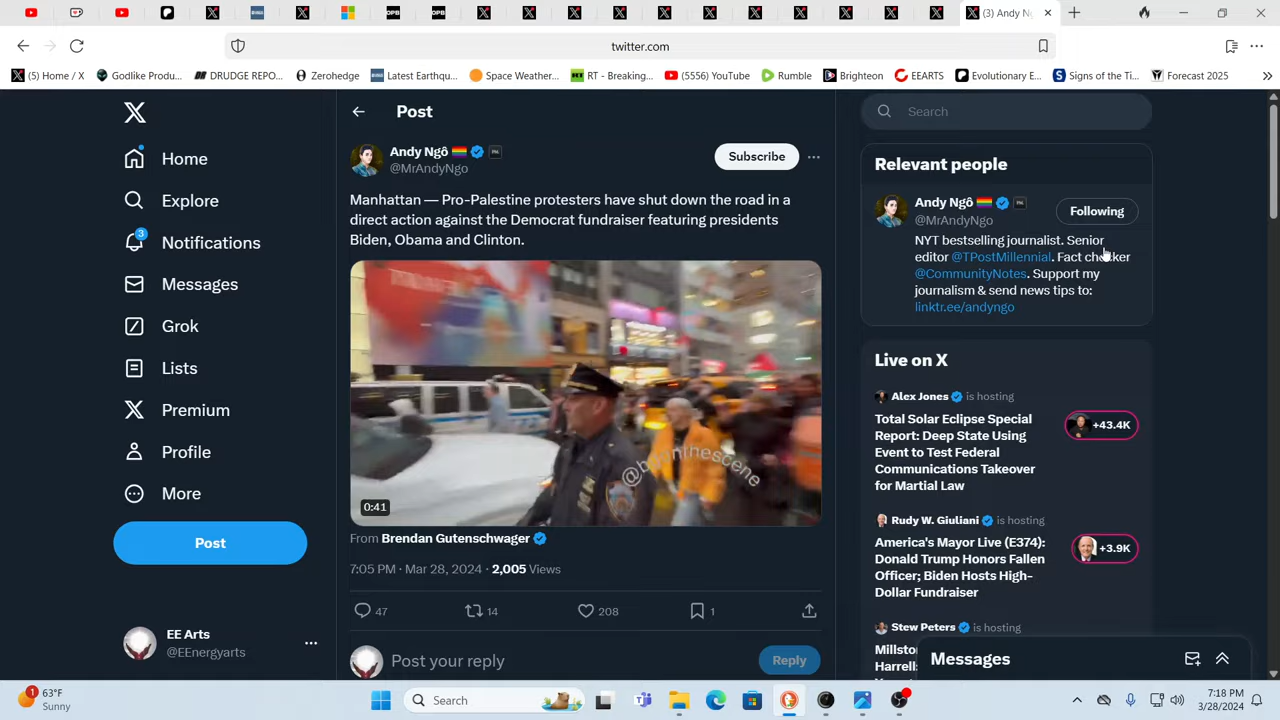 (3) Andy N
twitter.com
(5) Home / X
Godlike Produ...
DRUDGE REPO...
Zerohedge
Latest Earthqu...
Space Weather...
RT - Breaking...
(5556) YouTube
Rumble
Brighteon
EEARTS
Evolutionary E...
Signs of the Ti...
Forecast 2025
Home
Explore
3
Notifications
Messages
Grok
Lists
Premium
Profile
More
Post
EE Arts
@EEnergyarts
Post
Andy Ngô
@MrAndyNgo
Subscribe
Manhattan — Pro-Palestine protesters have shut down the road in a
direct action against the Democrat fundraiser featuring presidents
Biden, Obama and Clinton.
0:41
From Brendan Gutenschwager
7:05 PM · Mar 28, 2024 · 2,005 Views
47
14
208
1
Post your reply
Reply
Search
Relevant people
Andy Ngô
@MrAndyNgo
Following
NYT bestselling journalist. Senior
editor @TPostMillennial. Fact checker
@CommunityNotes. Support my
journalism & send news tips to:
linktr.ee/andyngo
Live on X
Alex Jones is hosting
Total Solar Eclipse Special
Report: Deep State Using
Event to Test Federal
Communications Takeover
for Martial Law
+43.4K
Rudy W. Giuliani is hosting
America's Mayor Live (E374):
Donald Trump Honors Fallen
Officer; Biden Hosts High-
Dollar Fundraiser
+3.9K
Stew Peters is hosting
Harrell:
Messages
1
63°F
Sunny
Search
7:18 PM
3/28/2024